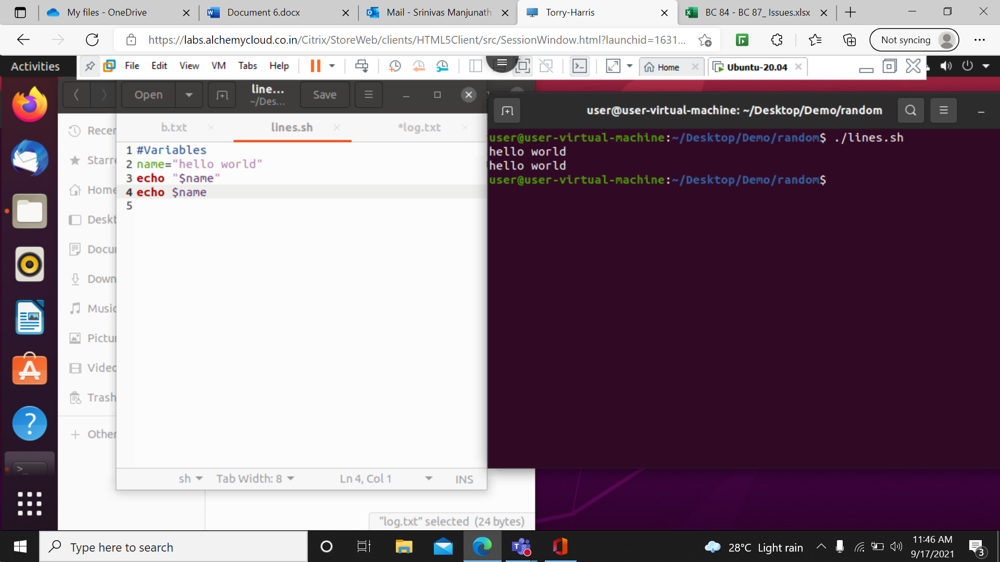 My files - OneDrive
Document 6.docx
Mail - Srinivas Manjunath
Torry-Harris
BC 84 - BC 87_ Issues.xlsx
https://labs.alchemycloud.co.in/Citrix/StoreWeb/clients/HTML5Client/src/SessionWindow.html?launchid=1631...
Not syncing
Activities
File Edit View VM Tabs Help
Home
Ubuntu-20.04
Open
line...
~/Des...
Save
user@user-virtual-machine: ~/Desktop/Demo/random
b.txt
lines.sh
*log.txt
Recen
Starre
Home
Deskt
Docur
Down
Music
Pictur
Video
Trash
Other
1 #Variables
2 name="hello world"
3 echo "$name"
4 echo $name
5
user@user-virtual-machine:~/Desktop/Demo/random$ ./lines.sh
hello world
hello world
user@user-virtual-machine:~/Desktop/Demo/random$
sh
Tab Width: 8
Ln 4, Col 1
INS
“log.txt” selected (24 bytes)
Type here to search
28°C Light rain
11:46 AM
9/17/2021
3